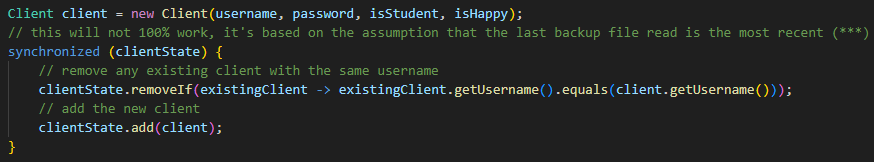 Client client = new Client(username, password, isStudent, isHappy);
// this will not 100% work, it's based on the assumption that the last backup file read is the most recent (***)
synchronized (clientState) {
    // remove any existing client with the same username
    clientState.removeIf(existingClient -> existingClient.getUsername().equals(client.getUsername()));
    // add the new client
    clientState.add(client);
}